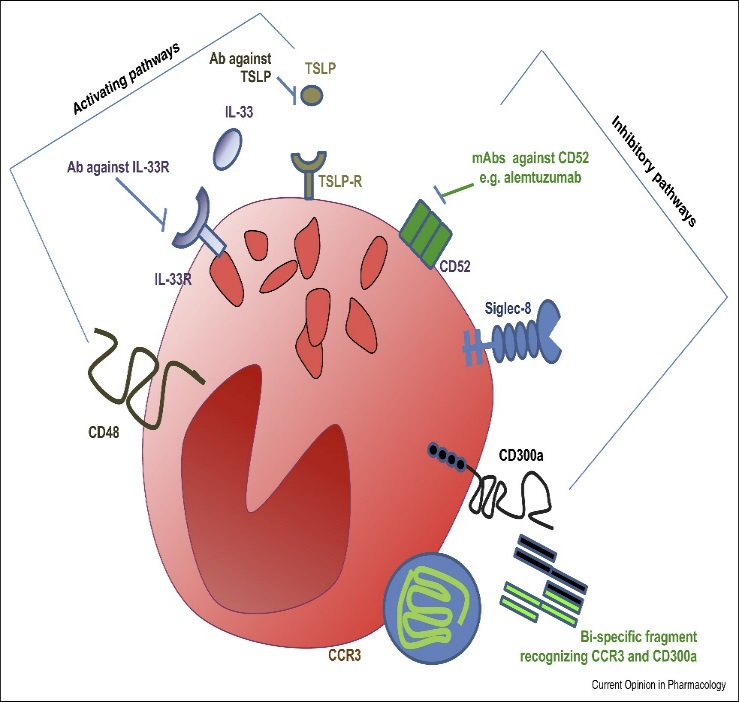 Activating pathways
Ab against
TSLP
TSLP
IL-33
Ab against IL-33R
TSLP-R
IL-33R
CD48
mAbs against CD52
e.g. alemtuzumab
Inhibitory pathways
CD52
Siglec-8
CD300a
CCR3
Bi-specific fragment
recognizing CCR3 and CD300a
Current Opinion in Pharmacology